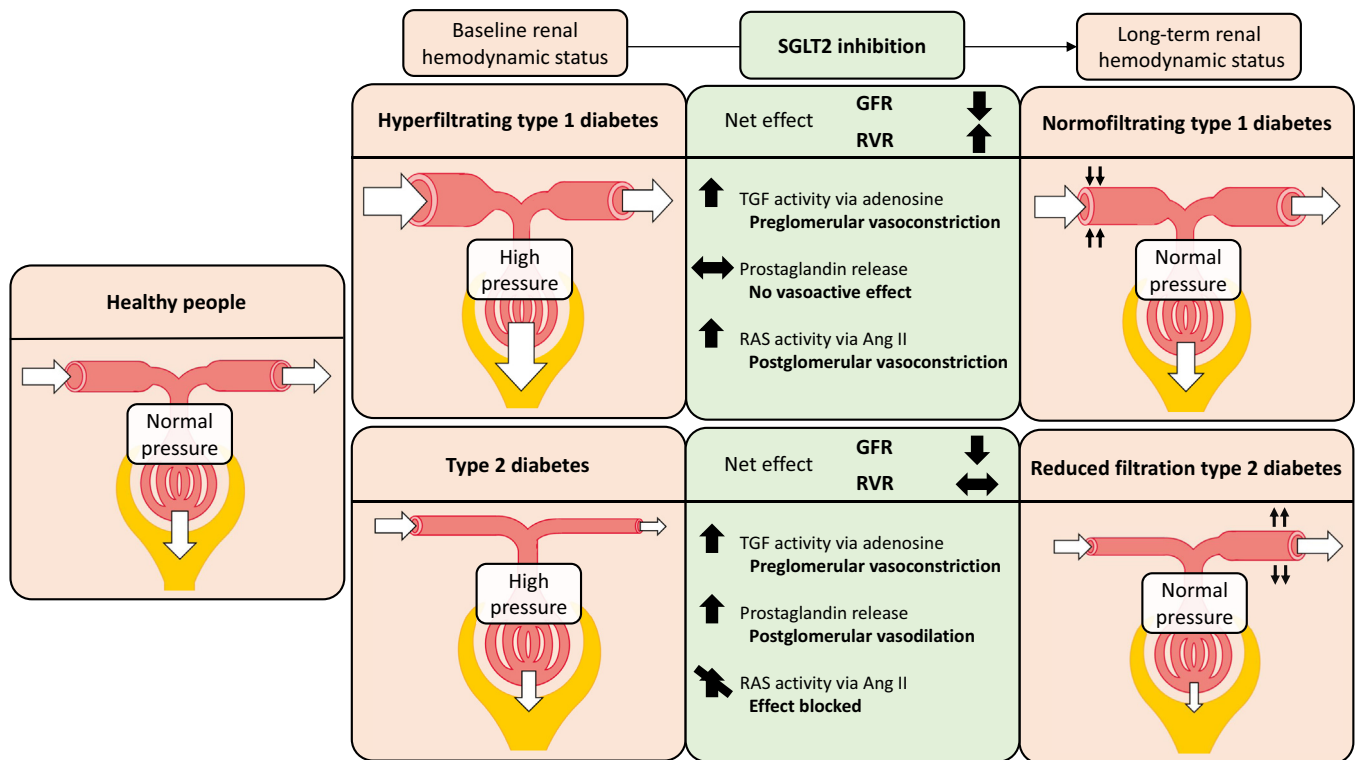 Baseline renal
hemodynamic status
SGLT2 inhibition
Long-term renal
hemodynamic status
Healthy people
Normal
pressure
Hyperfiltrating type 1 diabetes
High
pressure
Net effect
GFR
RVR
TGF activity via adenosine
Preglomerular vasoconstriction
Prostaglandin release
No vasoactive effect
RAS activity via Ang II
Postglomerular vasoconstriction
Normofiltrating type 1 diabetes
Normal
pressure
Type 2 diabetes
High
pressure
Net effect
GFR
RVR
TGF activity via adenosine
Preglomerular vasoconstriction
Prostaglandin release
Postglomerular vasodilation
RAS activity via Ang II
Effect blocked
Reduced filtration type 2 diabetes
Normal
pressure